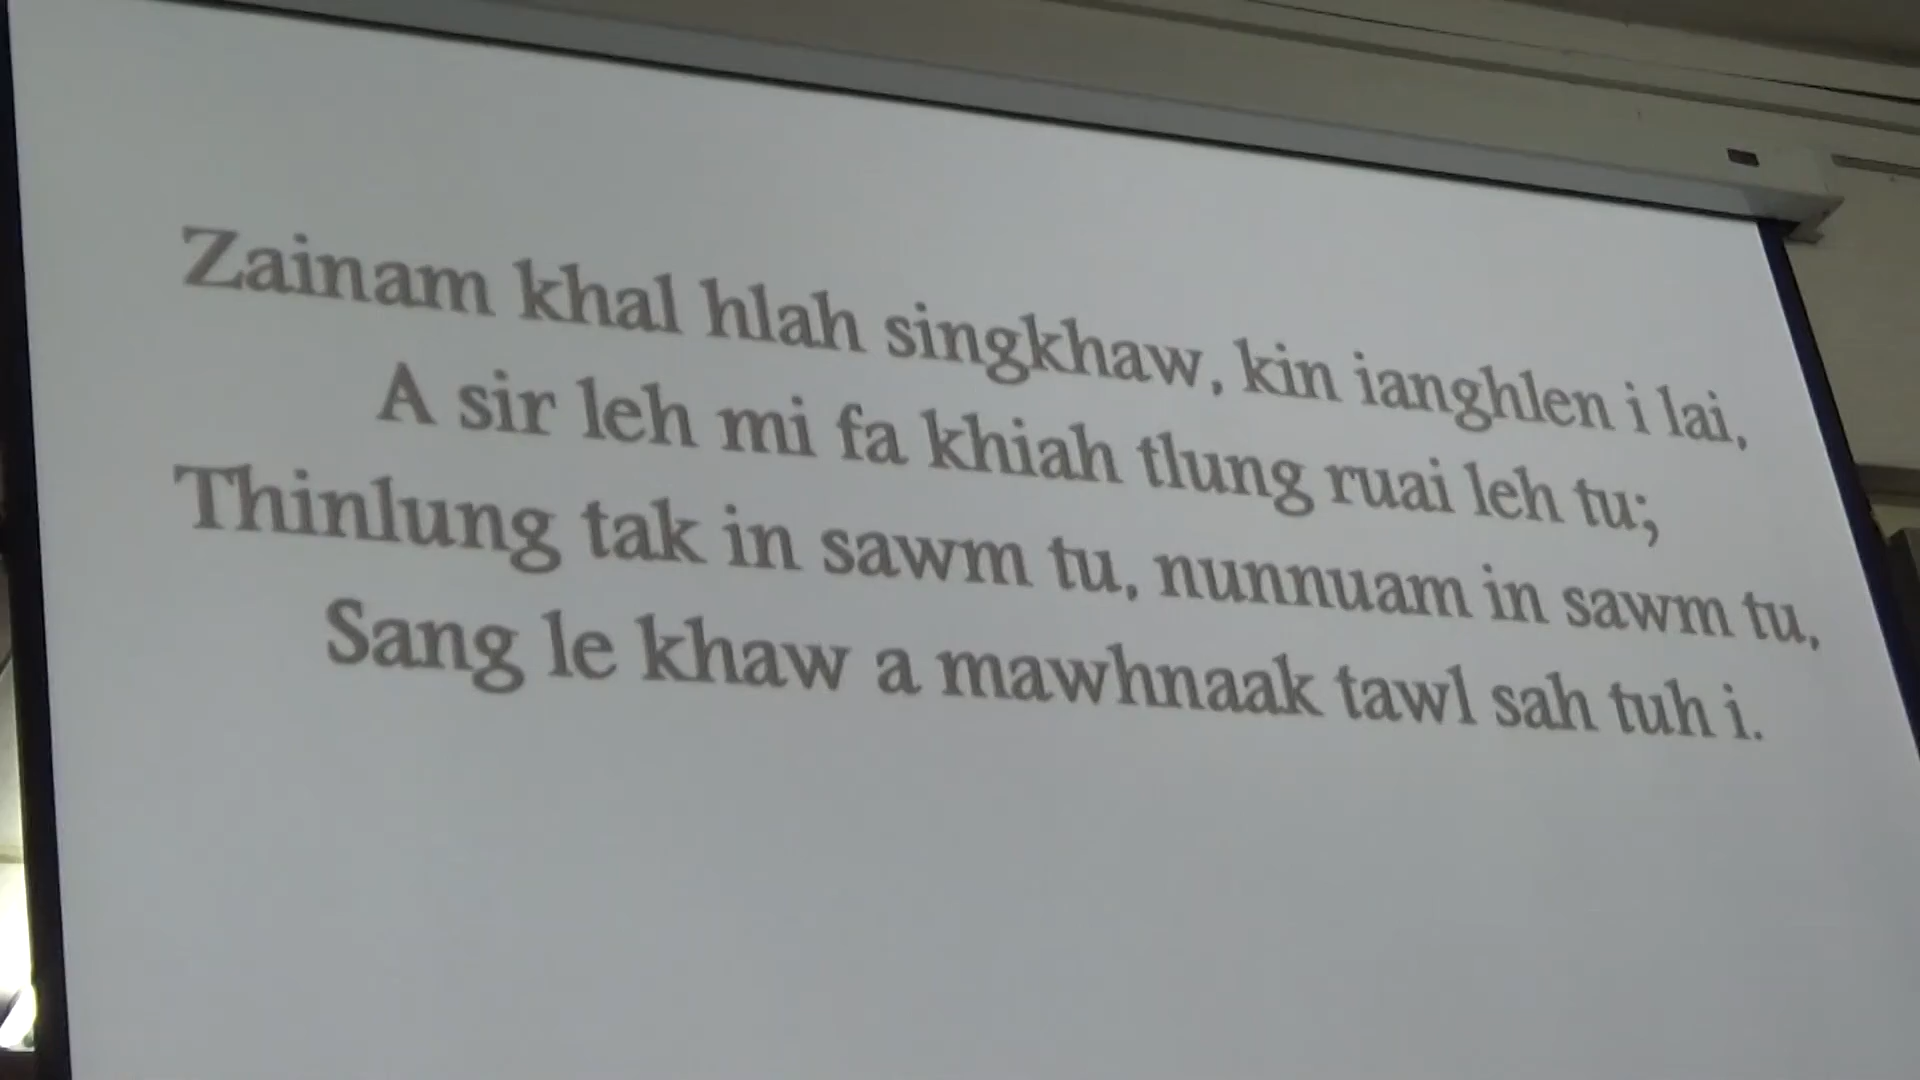 Zainam khal hlah singkhaw, kin ianghlen i lai,
A sir leh mi fa khiah tlung ruai leh tu;
Thinlung tak in sawm tu, nunnuam in sawm tu,
Sang le khaw a mawhnaak tawl sah tuh i.